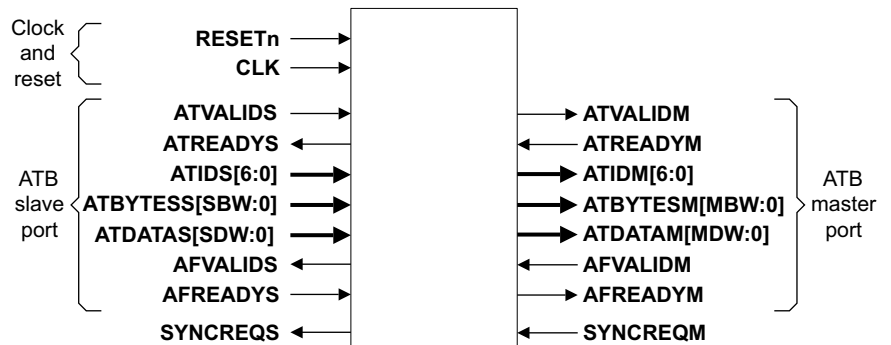 Clock
and
reset
RESETn
CLK
ATB
slave
port
ATVALIDS
ATREADYS
ATIDS[6:0]
ATBYTESS[SBW:0]
ATDATAS[SDW:0]
AFVALIDS
AFREADYS
SYNCREQS
ATVALIDM
ATREADYM
ATIDM[6:0]
ATBYTESM[MBW:0]
ATDATAM[MDW:0]
AFVALIDM
AFREADYM
SYNCREQM
ATB
master
port